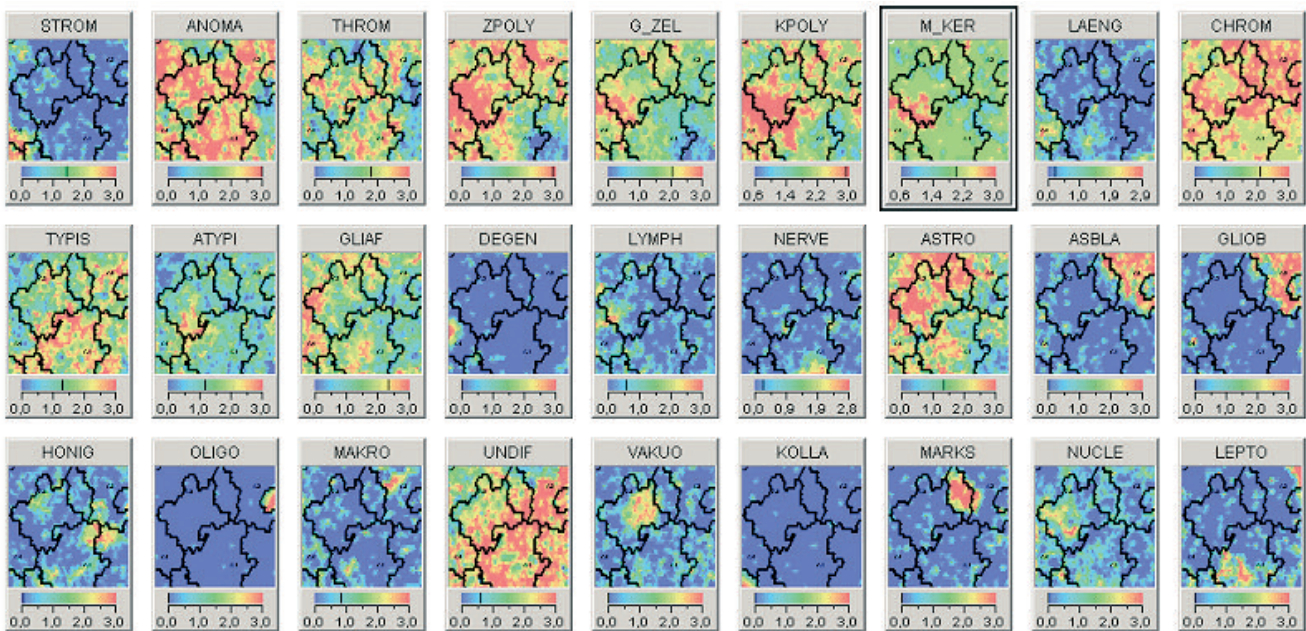 STROM ANOMA THROM ZPOLY G_ZEL KPOLY M_KER LAENG CHROM
0,0 1,0 2,0 3,0 0,0 1,0 2,0 3,0 0,0 1,0 2,0 3,0 0,0 1,0 2,0 3,0 0,0 1,0 2,0 3,0 0,6 1,4 2,2 3,0 0,6 1,4 2,2 3,0 0,0 1,0 1,9 2,9 0,0 1,0 2,0 3,0
TYPIS ATYPI GLIAF DEGEN LYMPH NERVE ASTRO ASBLA GLIOB
0,0 1,0 2,0 3,0 0,0 1,0 2,0 3,0 0,0 1,0 2,0 3,0 0,0 1,0 2,0 3,0 0,0 1,0 2,0 3,0 0,0 0,9 1,9 2,8 0,0 1,0 2,0 3,0 0,0 1,0 2,0 3,0 0,0 1,0 2,0 3,0
HONIG OLIGO MAKRO UNDIF VAKUO KOLLA MARKS NUCLE LEPTO
0,0 1,0 2,0 3,0 0,0 1,0 2,0 3,0 0,0 1,0 2,0 3,0 0,0 1,0 2,0 3,0 0,0 1,0 2,0 3,0 0,0 1,0 2,0 3,0 0,0 1,0 2,0 3,0 0,0 1,0 2,0 3,0 0,0 1,0 2,0 3,0